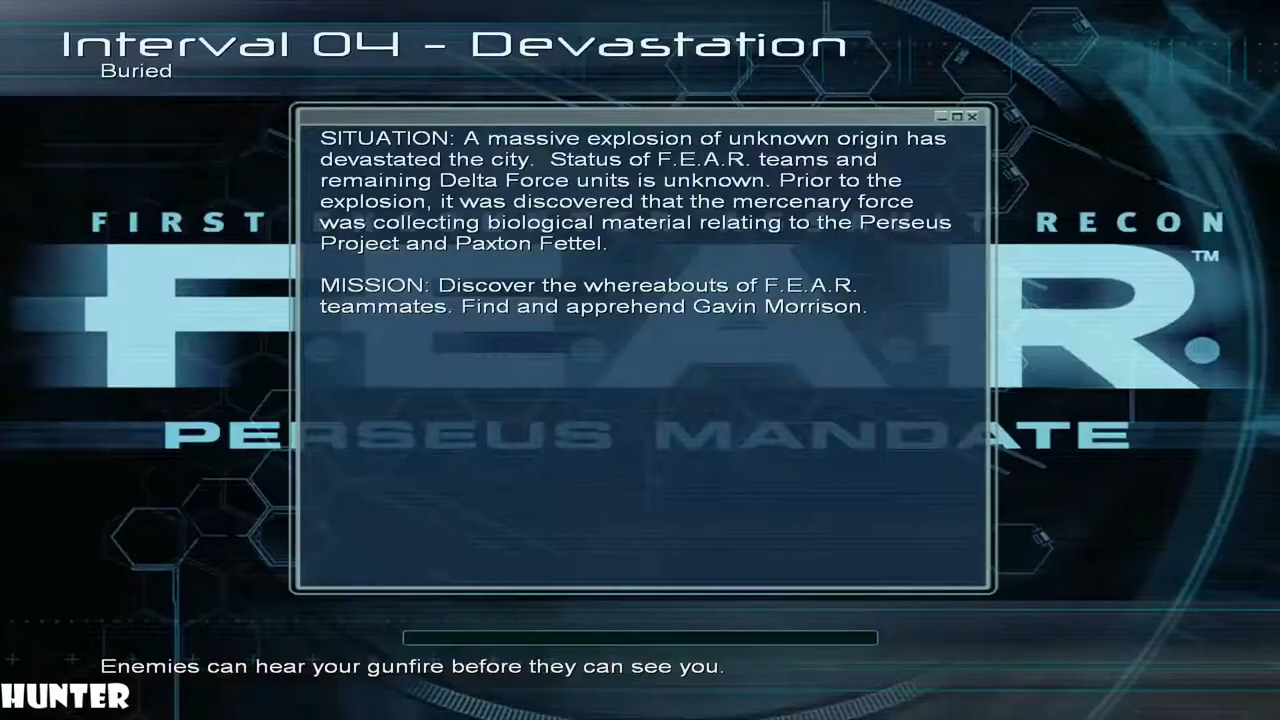 Interval 04 - Devastation
Buried
SITUATION: A massive explosion of unknown origin has
devastated the city.  Status of F.E.A.R. teams and
remaining Delta Force units is unknown. Prior to the
explosion, it was discovered that the mercenary force
was collecting biological material relating to the Perseus
Project and Paxton Fettel.
MISSION: Discover the whereabouts of F.E.A.R.
teammates. Find and apprehend Gavin Morrison.
FIRST RECON
F.E.A.R.™
PERSEUS MANDATE
Enemies can hear your gunfire before they can see you.
HUNTER